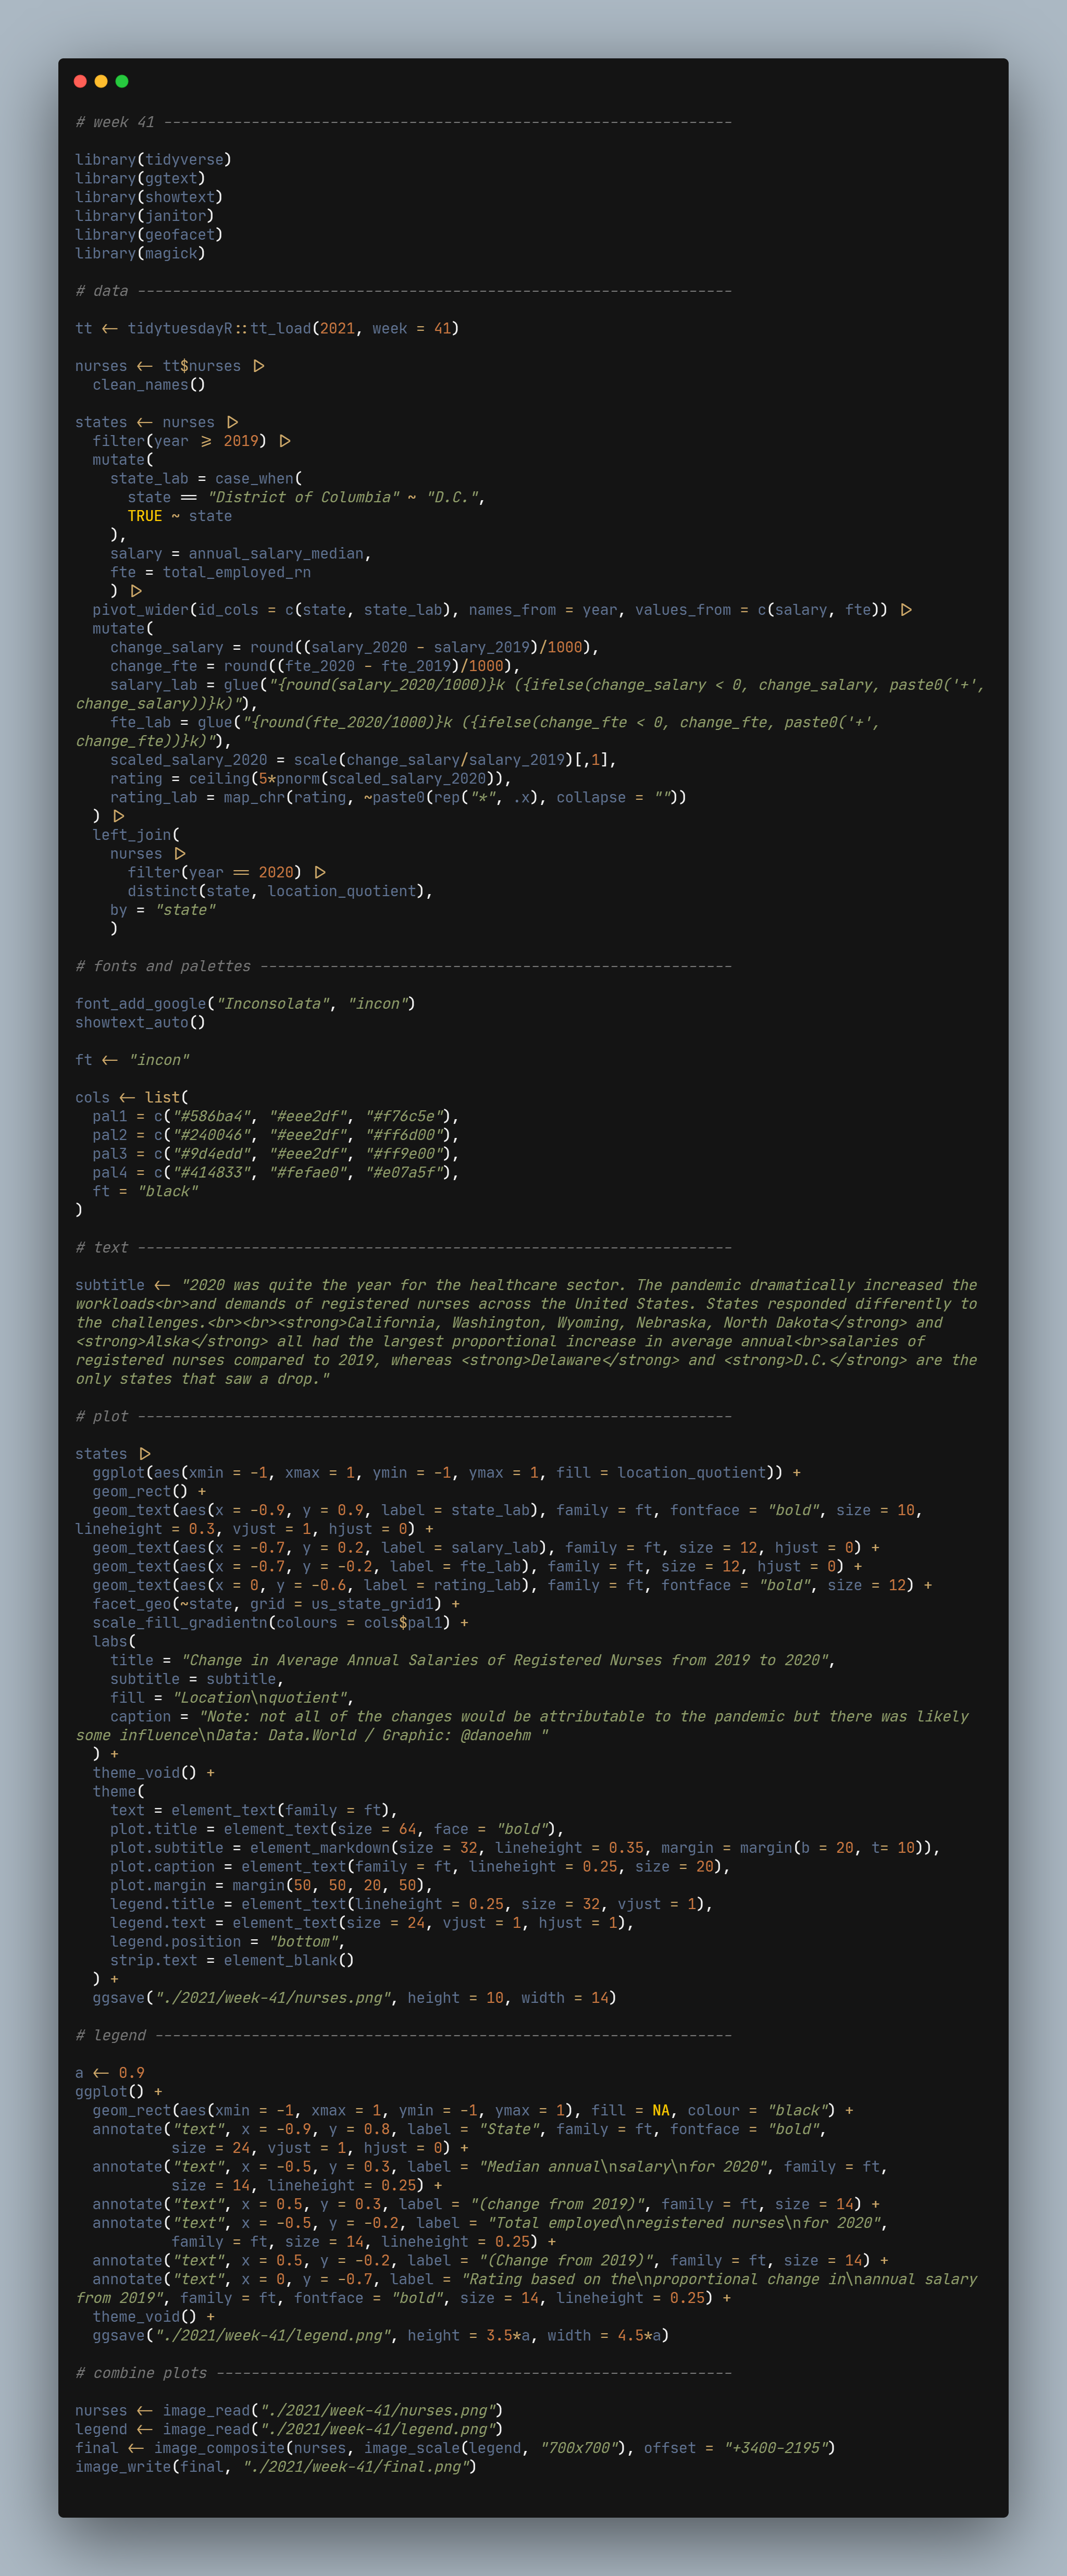 # week 41 -----------------------------------------------------------------
library(tidyverse)
library(ggtext)
library(showtext)
library(janitor)
library(geofacet)
library(magick)
# data --------------------------------------------------------------------
tt <- tidytuesdayR::tt_load(2021, week = 41)
nurses <- tt$nurses |>
  clean_names()
states <- nurses |>
  filter(year >= 2019) |>
  mutate(
    state_lab = case_when(
      state == "District of Columbia" ~ "D.C.",
      TRUE ~ state
    ),
    salary = annual_salary_median,
    fte = total_employed_rn
    ) |>
  pivot_wider(id_cols = c(state, state_lab), names_from = year, values_from = c(salary, fte)) |>
  mutate(
    change_salary = round((salary_2020 - salary_2019)/1000),
    change_fte = round((fte_2020 - fte_2019)/1000),
    salary_lab = glue("{round(salary_2020/1000)}k ({ifelse(change_salary < 0, change_salary, paste0('+',
change_salary))}k)"),
    fte_lab = glue("{round(fte_2020/1000)}k ({ifelse(change_fte < 0, change_fte, paste0('+',
change_fte))}k)"),
    scaled_salary_2020 = scale(change_salary/salary_2019)[,1],
    rating = ceiling(5*pnorm(scaled_salary_2020)),
    rating_lab = map_chr(rating, ~paste0(rep("*", .x), collapse = ""))
  ) |>
  left_join(
    nurses |>
      filter(year == 2020) |>
      distinct(state, location_quotient),
    by = "state"
    )
# fonts and palettes ------------------------------------------------------
font_add_google("Inconsolata", "incon")
showtext_auto()
ft <- "incon"
cols <- list(
  pal1 = c("#586ba4", "#eee2df", "#f76c5e"),
  pal2 = c("#240046", "#eee2df", "#ff6d00"),
  pal3 = c("#9d4edd", "#eee2df", "#ff9e00"),
  pal4 = c("#414833", "#fefae0", "#e07a5f"),
  ft = "black"
)
# text --------------------------------------------------------------------
subtitle <- "2020 was quite the year for the healthcare sector. The pandemic dramatically increased the
workloads<br>and demands of registered nurses across the United States. States responded differently to
the challenges.<br><br><strong>California, Washington, Wyoming, Nebraska, North Dakota</strong> and
<strong>Alska</strong> all had the largest proportional increase in average annual<br>salaries of
registered nurses compared to 2019, whereas <strong>Delaware</strong> and <strong>D.C.</strong> are the
only states that saw a drop."
# plot --------------------------------------------------------------------
states |>
  ggplot(aes(xmin = -1, xmax = 1, ymin = -1, ymax = 1, fill = location_quotient)) +
  geom_rect() +
  geom_text(aes(x = -0.9, y = 0.9, label = state_lab), family = ft, fontface = "bold", size = 10,
lineheight = 0.3, vjust = 1, hjust = 0) +
  geom_text(aes(x = -0.7, y = 0.2, label = salary_lab), family = ft, size = 12, hjust = 0) +
  geom_text(aes(x = -0.7, y = -0.2, label = fte_lab), family = ft, size = 12, hjust = 0) +
  geom_text(aes(x = 0, y = -0.6, label = rating_lab), family = ft, fontface = "bold", size = 12) +
  facet_geo(~state, grid = us_state_grid1) +
  scale_fill_gradientn(colours = cols$pal1) +
  labs(
    title = "Change in Average Annual Salaries of Registered Nurses from 2019 to 2020",
    subtitle = subtitle,
    fill = "Location\nquotient",
    caption = "Note: not all of the changes would be attributable to the pandemic but there was likely
some influence\nData: Data.World / Graphic: @danoehm "
  ) +
  theme_void() +
  theme(
    text = element_text(family = ft),
    plot.title = element_text(size = 64, face = "bold"),
    plot.subtitle = element_markdown(size = 32, lineheight = 0.35, margin = margin(b = 20, t= 10)),
    plot.caption = element_text(family = ft, lineheight = 0.25, size = 20),
    plot.margin = margin(50, 50, 20, 50),
    legend.title = element_text(lineheight = 0.25, size = 32, vjust = 1),
    legend.text = element_text(size = 24, vjust = 1, hjust = 1),
    legend.position = "bottom",
    strip.text = element_blank()
  ) +
  ggsave("./2021/week-41/nurses.png", height = 10, width = 14)
# legend ------------------------------------------------------------------
a <- 0.9
ggplot() +
  geom_rect(aes(xmin = -1, xmax = 1, ymin = -1, ymax = 1), fill = NA, colour = "black") +
  annotate("text", x = -0.9, y = 0.8, label = "State", family = ft, fontface = "bold",
           size = 24, vjust = 1, hjust = 0) +
  annotate("text", x = -0.5, y = 0.3, label = "Median annual\nsalary\nfor 2020", family = ft,
           size = 14, lineheight = 0.25) +
  annotate("text", x = 0.5, y = 0.3, label = "(change from 2019)", family = ft, size = 14) +
  annotate("text", x = -0.5, y = -0.2, label = "Total employed\nregistered nurses\nfor 2020",
           family = ft, size = 14, lineheight = 0.25) +
  annotate("text", x = 0.5, y = -0.2, label = "(Change from 2019)", family = ft, size = 14) +
  annotate("text", x = 0, y = -0.7, label = "Rating based on the\nproportional change in\nannual salary
from 2019", family = ft, fontface = "bold", size = 14, lineheight = 0.25) +
  theme_void() +
  ggsave("./2021/week-41/legend.png", height = 3.5*a, width = 4.5*a)
# combine plots -----------------------------------------------------------
nurses <- image_read("./2021/week-41/nurses.png")
legend <- image_read("./2021/week-41/legend.png")
final <- image_composite(nurses, image_scale(legend, "700x700"), offset = "+3400-2195")
image_write(final, "./2021/week-41/final.png")